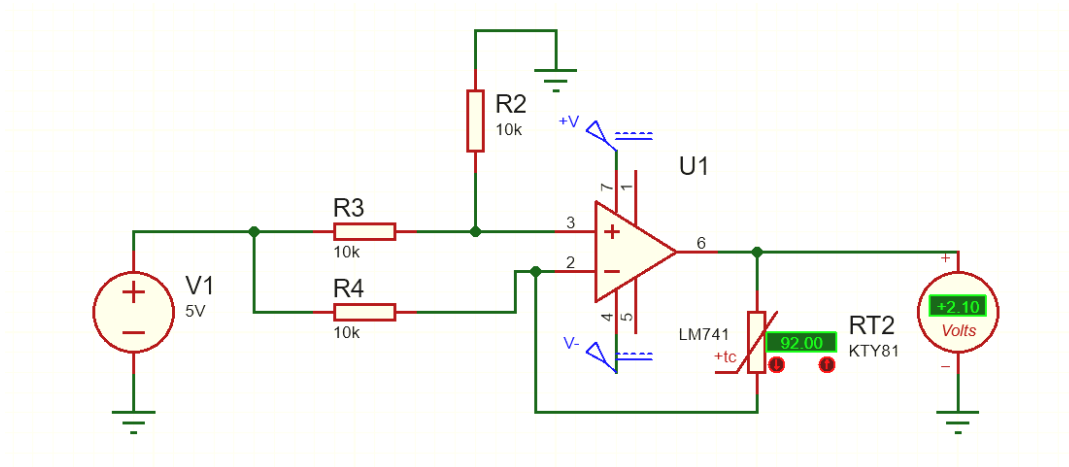 R2
10k
+V
U1
7
1
R3
10k
3
6
2
V1
5V
R4
10k
4
5
V-
LM741
+tc
92.00
RT2
KTY81
+2.10
Volts